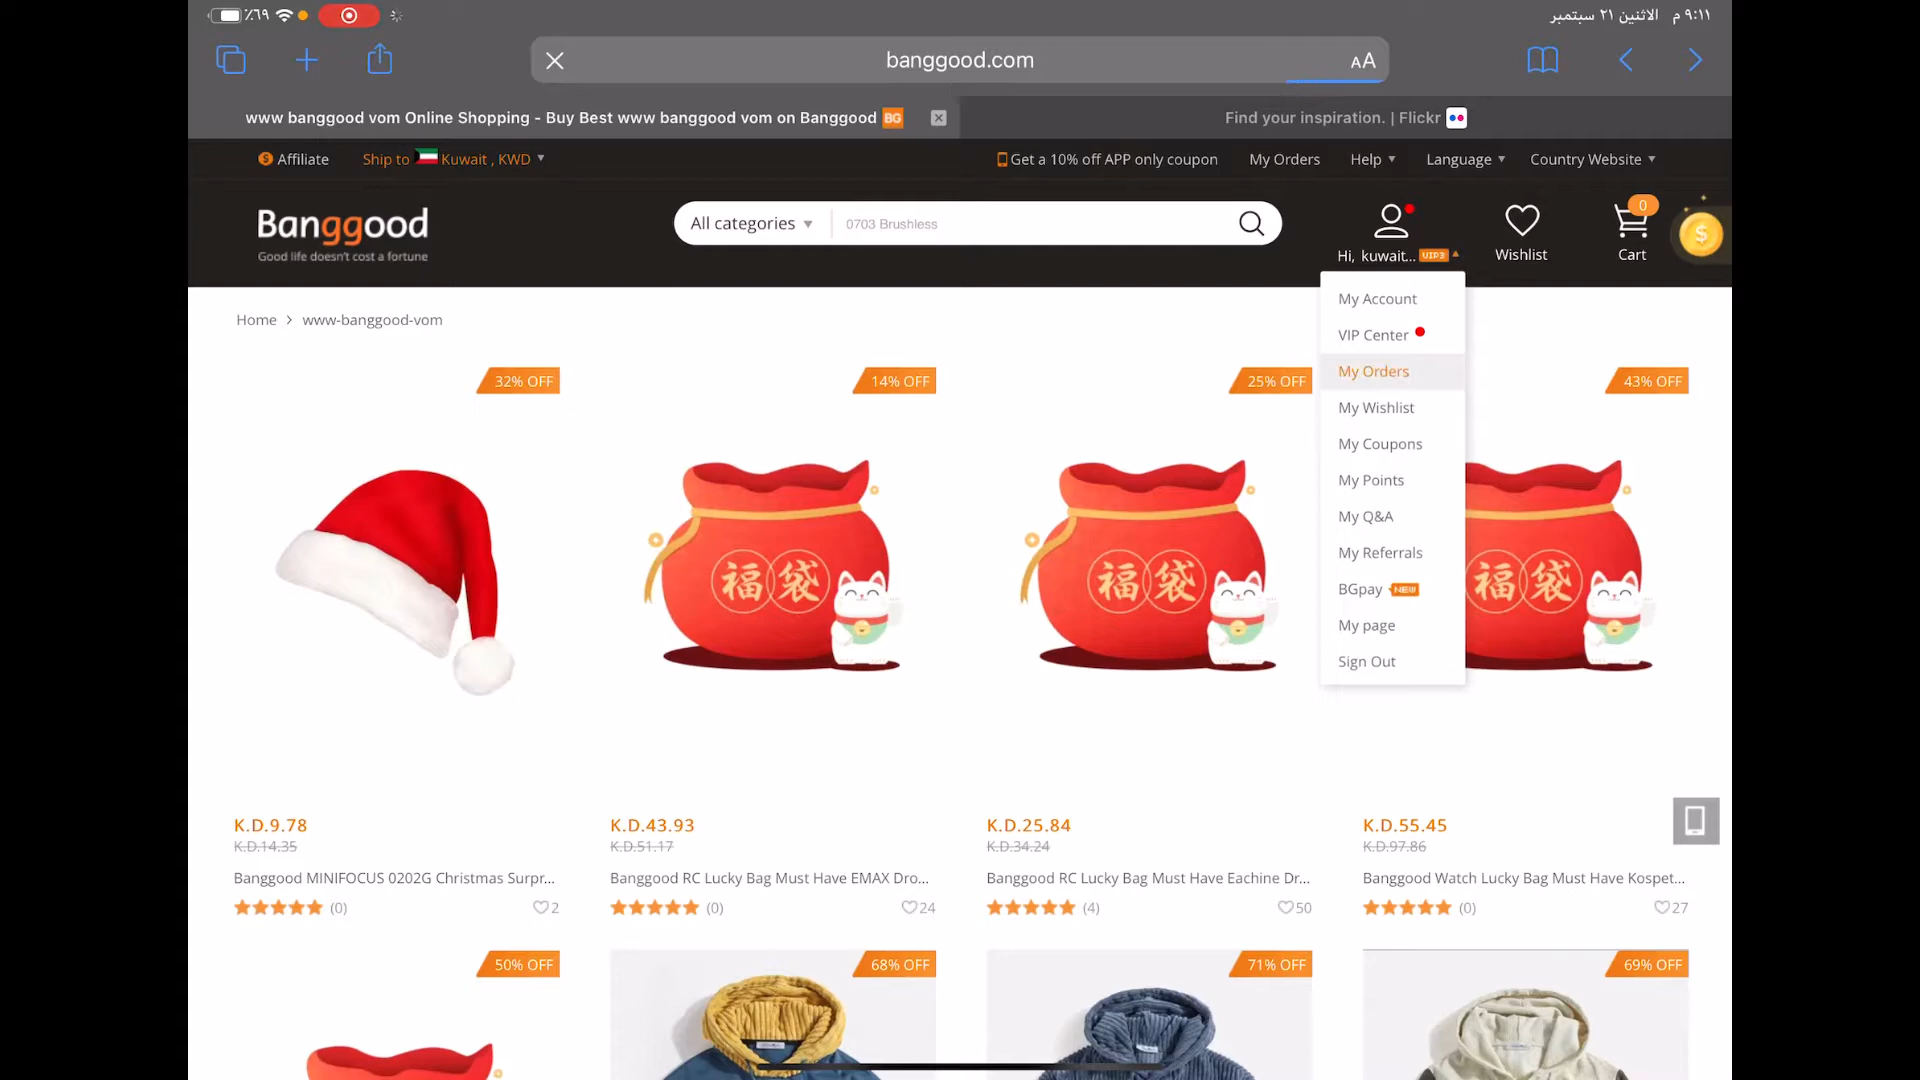 ٪٦٩
٩:١١ م الاثنين ٢١ سبتمبر
banggood.com
AA
www banggood vom Online Shopping - Buy Best www banggood vom on Banggood BG
Find your inspiration. | Flickr
Affiliate
Ship to Kuwait , KWD
Get a 10% off APP only coupon
My Orders
Help
Language
Country Website
Banggood
Good life doesn't cost a fortune
All categories
0703 Brushless
Hi, kuwait... VIP3
Wishlist
0
Cart
$
My Account
VIP Center
My Orders
My Wishlist
My Coupons
My Points
My Q&A
My Referrals
BGpay NEW
My page
Sign Out
Home > www-banggood-vom
32% OFF
14% OFF
25% OFF
43% OFF
福袋
福袋
福袋
K.D.9.78
K.D.14.35
Banggood MINIFOCUS 0202G Christmas Surpr...
(0)
2
K.D.43.93
K.D.51.17
Banggood RC Lucky Bag Must Have EMAX Dro...
(0)
24
K.D.25.84
K.D.34.24
Banggood RC Lucky Bag Must Have Eachine Dr...
(4)
50
K.D.55.45
K.D.97.86
Banggood Watch Lucky Bag Must Have Kospet...
(0)
27
50% OFF
68% OFF
71% OFF
69% OFF